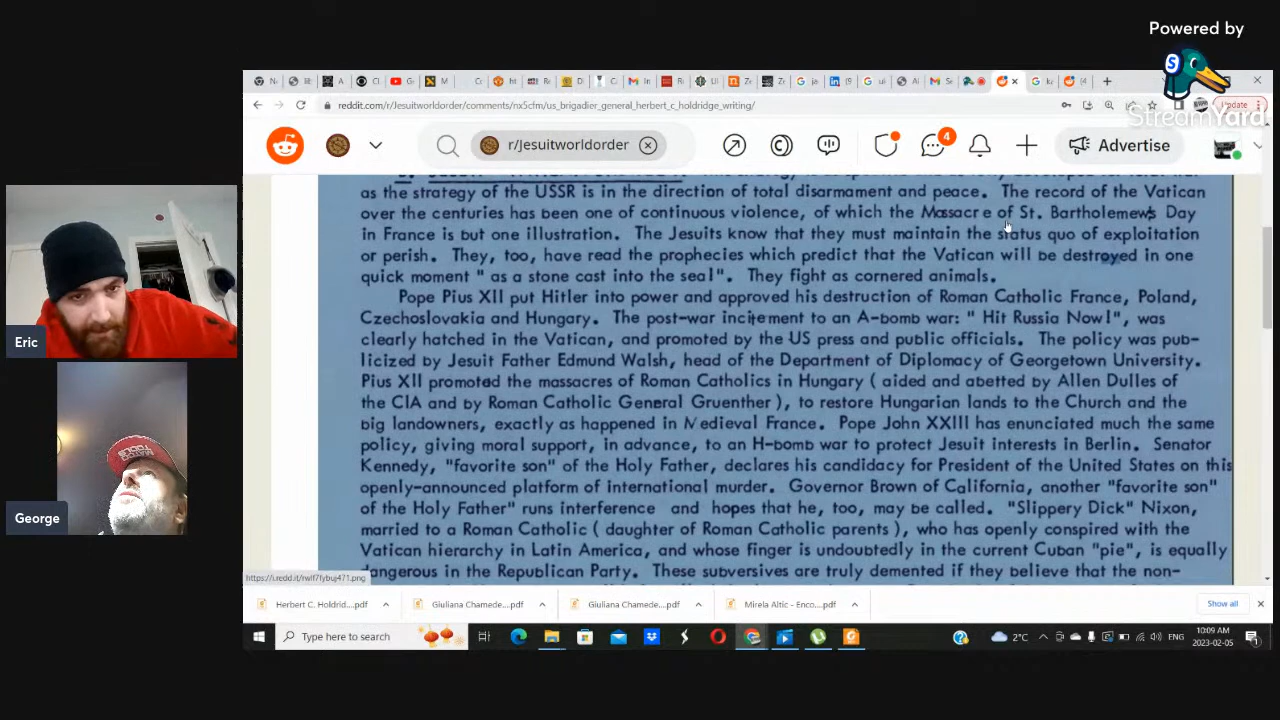 Powered by
StreamYard
reddit.com/r/Jesuitworldorder/comments/nx5cfm/us_brigadier_general_herbert_c_holdridge_writing/
Update
r/Jesuitworldorder
4
Advertise
as the strategy of the USSR is in the direction of total disarmament and peace. The record of the Vatican
over the centuries has been one of continuous violence, of which the Massacre of St. Bartholemew's Day
in France is but one illustration. The Jesuits know that they must maintain the status quo of exploitation
or perish. They, too, have read the prophecies which predict that the Vatican will be destroyed in one
quick moment " as a stone cast into the sea!". They fight as cornered animals.
Pope Pius XII put Hitler into power and approved his destruction of Roman Catholic France, Poland,
Czechoslovakia and Hungary. The post-war incitement to an A-bomb war: " Hit Russia Now!", was
clearly hatched in the Vatican, and promoted by the US press and public officials. The policy was pub-
licized by Jesuit Father Edmund Walsh, head of the Department of Diplomacy of Georgetown University.
Pius XII promoted the massacres of Roman Catholics in Hungary ( aided and abetted by Allen Dulles of
the CIA and by Roman Catholic General Gruenther ), to restore Hungarian lands to the Church and the
big landowners, exactly as happened in Medieval France. Pope John XXIII has enunciated much the same
policy, giving moral support, in advance, to an H-bomb war to protect Jesuit interests in Berlin. Senator
Kennedy, "favorite son" of the Holy Father, declares his candidacy for President of the United States on this
openly-announced platform of international murder. Governor Brown of California, another "favorite son"
of the Holy Father" runs interference and hopes that he, too, may be called. "Slippery Dick" Nixon,
married to a Roman Catholic ( daughter of Roman Catholic parents ), who has openly conspired with the
Vatican hierarchy in Latin America, and whose finger is undoubtedly in the current Cuban "pie", is equally
dangerous in the Republican Party. These subversives are truly demented if they believe that the non-
Eric
George
https://i.redd.it/rwlf7fybuj471.png
Herbert C. Holdrid....pdf
Giuliana Chamede....pdf
Giuliana Chamede....pdf
Mirela Altic - Enco....pdf
Show all
Type here to search
2°C
ENG
10:09 AM
2023-02-05